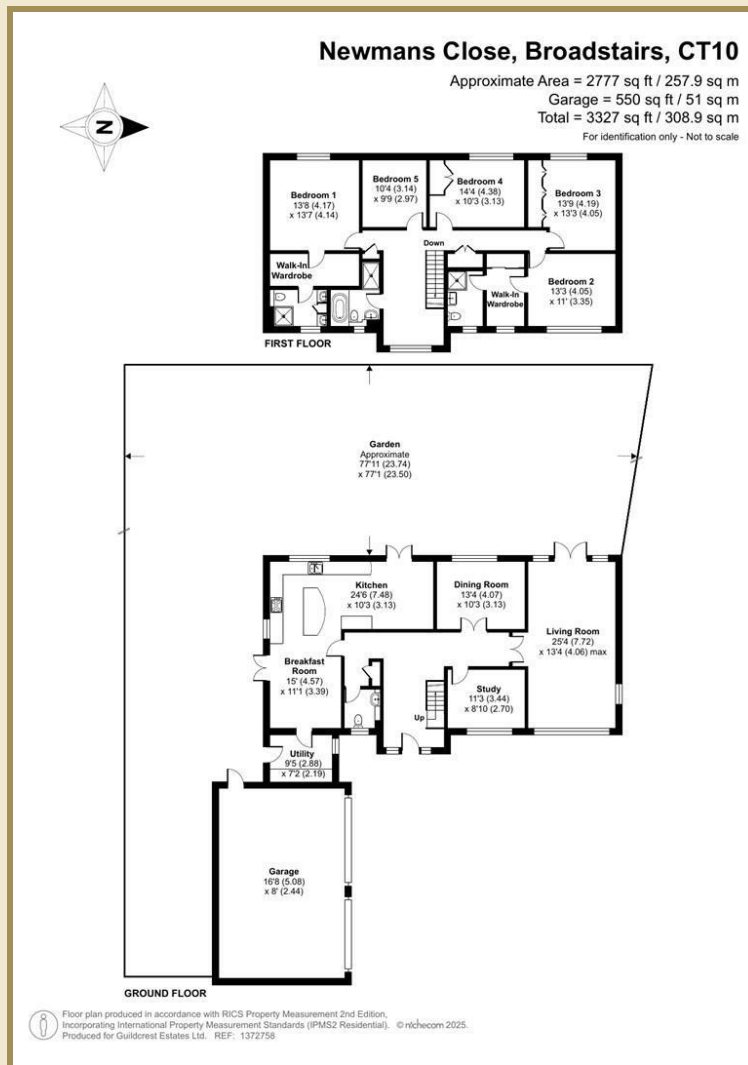 Newmans Close, Broadstairs, CT10
Approximate Area = 2777 sq ft / 257.9 sq m
Garage = 550 sq ft / 51 sq m
Total = 3327 sq ft / 308.9 sq m
For identification only - Not to scale
N
Bedroom 1
13'8 (4.17)
x 13'7 (4.14)
Bedroom 5
10'4 (3.14)
x 9'9 (2.97)
Bedroom 4
14'4 (4.38)
x 10'3 (3.13)
Bedroom 3
13'9 (4.19)
x 13'3 (4.05)
Down
Walk-In
Wardrobe
Walk-In
Wardrobe
Bedroom 2
13'3 (4.05)
x 11' (3.35)
FIRST FLOOR
Garden
Approximate
77'11 (23.74)
x 77'1 (23.50)
Kitchen
24'6 (7.48)
x 10'3 (3.13)
Dining Room
13'4 (4.07)
x 10'3 (3.13)
Living Room
25'4 (7.72)
x 13'4 (4.06) max
Breakfast
Room
15' (4.57)
x 11'1 (3.39)
Study
11'3 (3.44)
x 8'10 (2.70)
Up
Utility
9'5 (2.88)
x 7'2 (2.19)
Garage
16'8 (5.08)
x 8' (2.44)
GROUND FLOOR
Floor plan produced in accordance with RICS Property Measurement 2nd Edition,
Incorporating International Property Measurement Standards (IPMS2 Residential). © nichecom 2025.
Produced for Guildcrest Estates Ltd. REF: 1372758